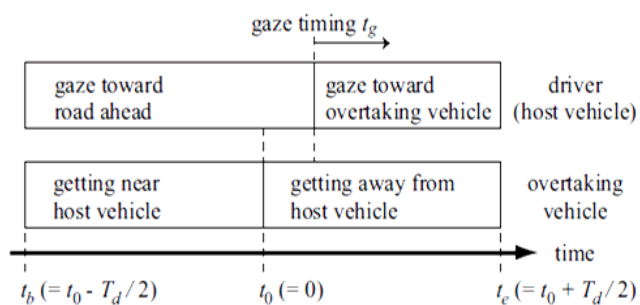 gaze timing t_g
gaze toward
road ahead
gaze toward
overtaking vehicle
driver
(host vehicle)
getting near
host vehicle
getting away from
host vehicle
overtaking
vehicle
time
t_b (= t_0 - T_d / 2)
t_0 (= 0)
t_e (= t_0 + T_d / 2)